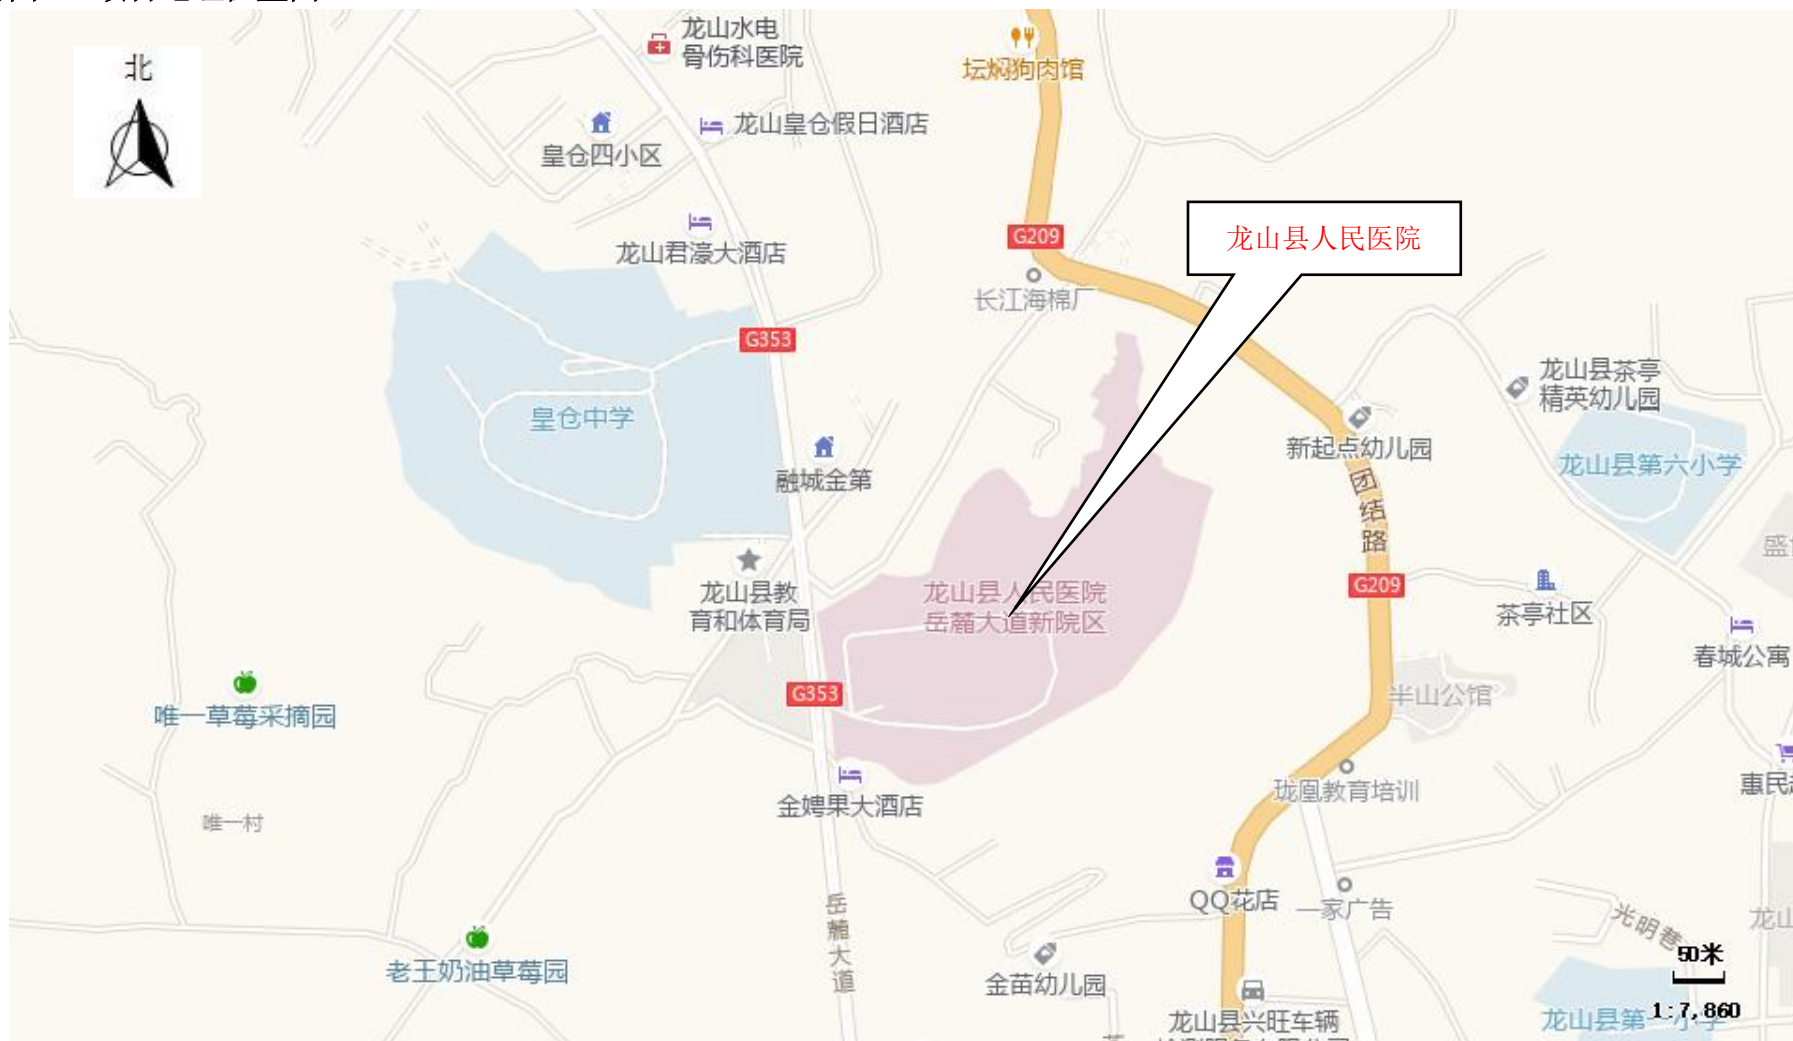 龙山水电
骨伤科医院
坛焖狗肉馆
北
龙山皇仓假日酒店
皇仓四小区
龙山君濠大酒店
G209
龙山县人民医院
长江海棉厂
G353
龙山县茶亭
精英幼儿园
皇仓中学
新起点幼儿园
龙山县第六小学
融城金第
团结路
龙山县教
育和体育局
龙山县人民医院
岳麓大道新院区
G209
茶亭社区
春城公寓
G353
半山公馆
唯一草莓采摘园
珑凰教育培训
惠民
金娉果大酒店
唯一村
QQ花店
一家广告
光明巷
龙山
岳麓大道
50米
老王奶油草莓园
金苗幼儿园
1:7,860
龙山县兴旺车辆
龙山县第一小学